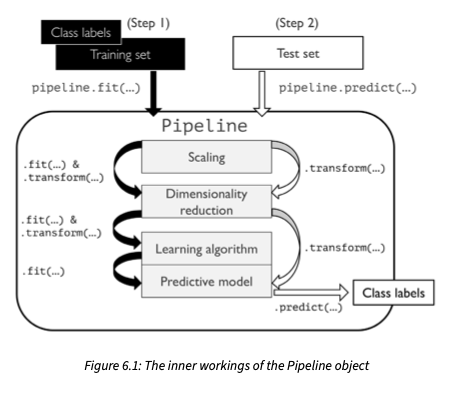 (Step 1)
(Step 2)
Class labels
Training set
Test set
pipeline.fit(…)
pipeline.predict(…)
Pipeline
Scaling
.fit(…) &
.transform(…)
.transform(…)
Dimensionality
reduction
.fit(…) &
.transform(…)
Learning algorithm
.transform(…)
.fit(…)
Predictive model
Class labels
.predict(…)
Figure 6.1: The inner workings of the Pipeline object